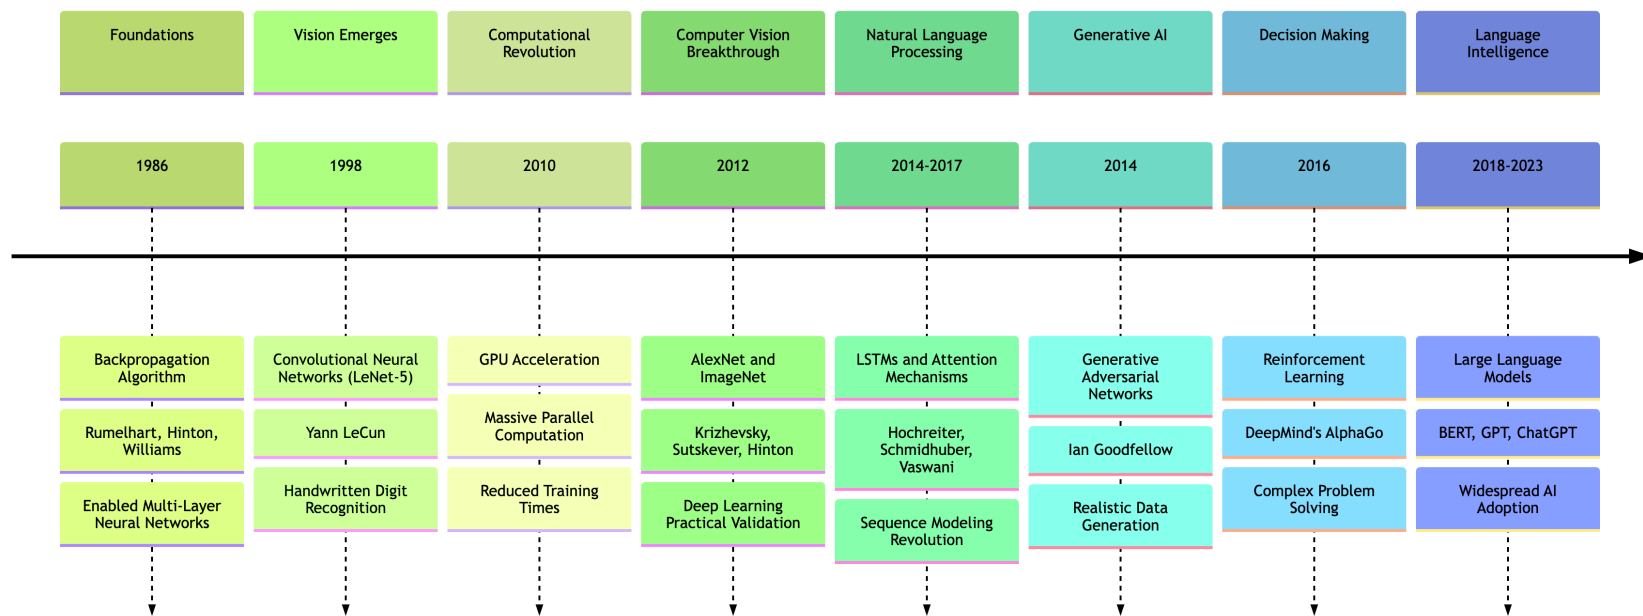 Foundations
Vision Emerges
Computational
Revolution
Computer Vision
Breakthrough
Natural Language
Processing
Generative AI
Decision Making
Language
Intelligence
1986
1998
2010
2012
2014-2017
2014
2016
2018-2023
Backpropagation
Algorithm
Rumelhart, Hinton,
Williams
Enabled Multi-Layer
Neural Networks
Convolutional Neural
Networks (LeNet-5)
Yann LeCun
Handwritten Digit
Recognition
GPU Acceleration
Massive Parallel
Computation
Reduced Training
Times
AlexNet and
ImageNet
Krizhevsky,
Sutskever, Hinton
Deep Learning
Practical Validation
LSTMs and Attention
Mechanisms
Hochreiter,
Schmidhuber,
Vaswani
Sequence Modeling
Revolution
Generative
Adversarial
Networks
Ian Goodfellow
Realistic Data
Generation
Reinforcement
Learning
DeepMind's AlphaGo
Complex Problem
Solving
Large Language
Models
BERT, GPT, ChatGPT
Widespread AI
Adoption